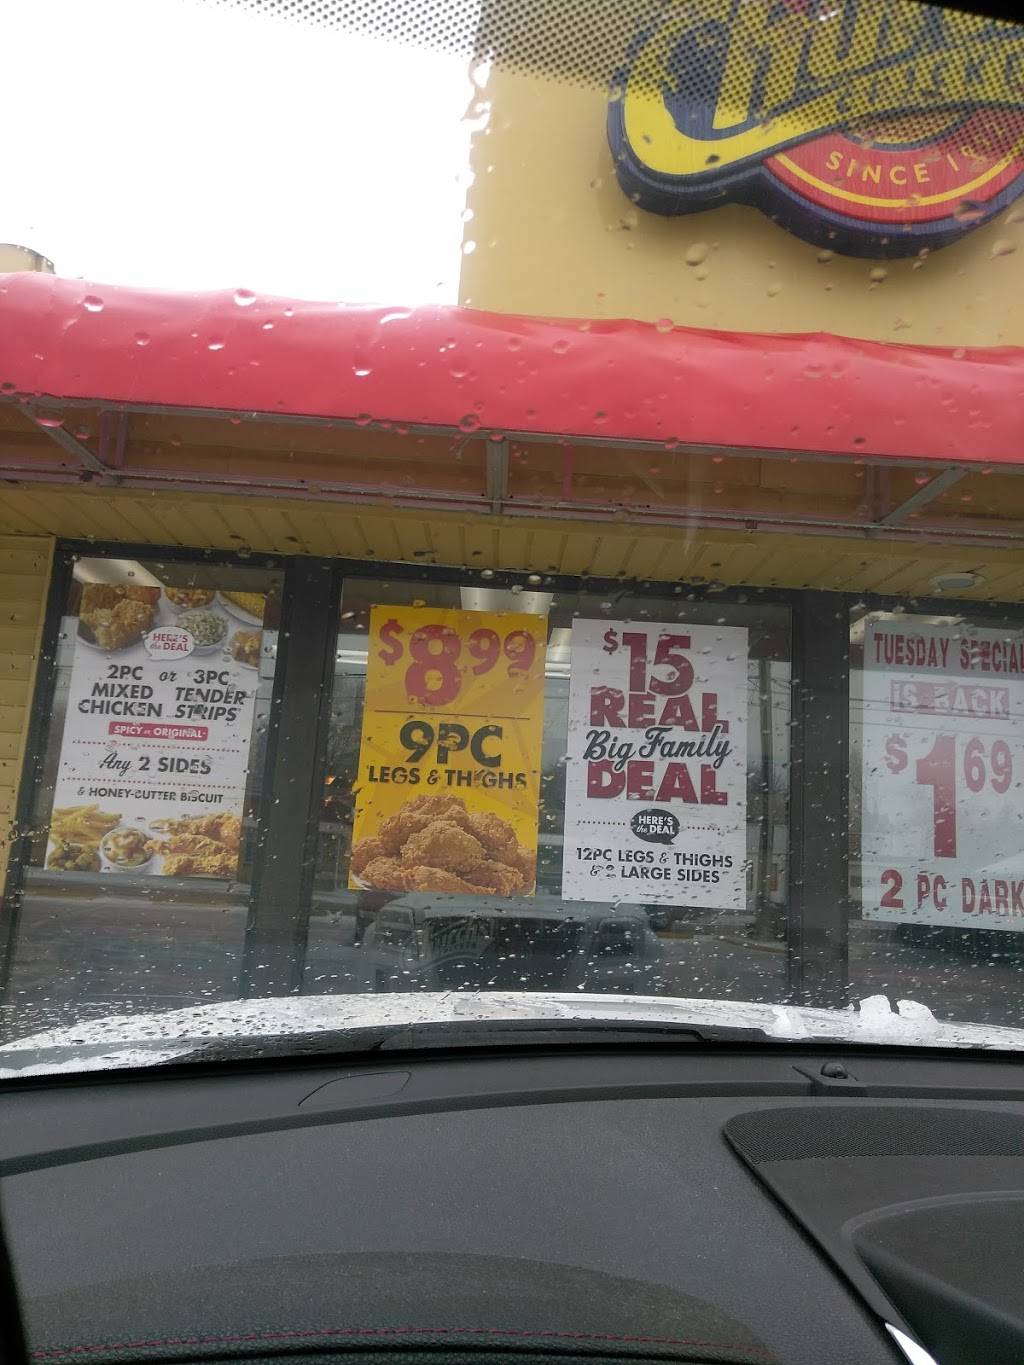 SINCE
HERE'S
the DEAL
2PC or 3PC
MIXED TENDER
CHICKEN STRIPS
SPICY or ORIGINAL
Any 2 SIDES
& HONEY-BUTTER BISCUIT
$8.99
9PC
LEGS & THIGHS
$15
REAL
Big Family
DEAL
HERE'S
the DEAL
12PC LEGS & THIGHS
& 2 LARGE SIDES
TUESDAY SPECIAL
IS BACK
$1.69
2 PC DARK